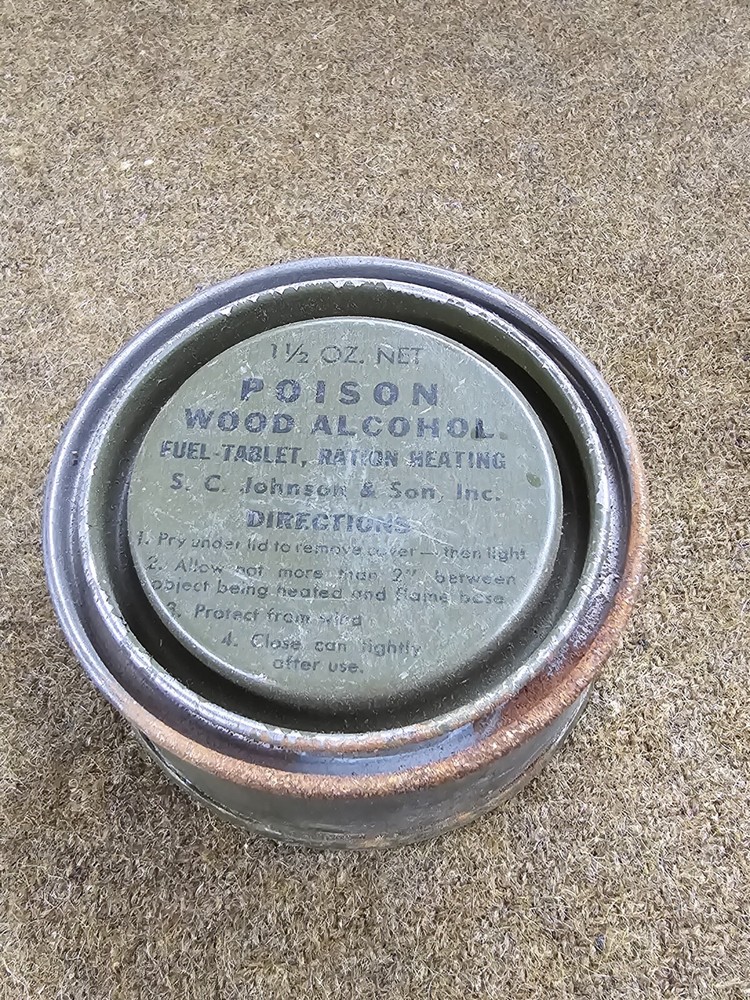 1½ OZ. NET
POISON
WOOD ALCOHOL.
FUEL-TABLET, RATION HEATING
S. C. Johnson & Son, Inc.
DIRECTIONS
1. Pry under lid to remove cover — then light
2. Allow not more than 2" between
object being heated and flame base.
3. Protect from wind
4. Close can tightly
after use.